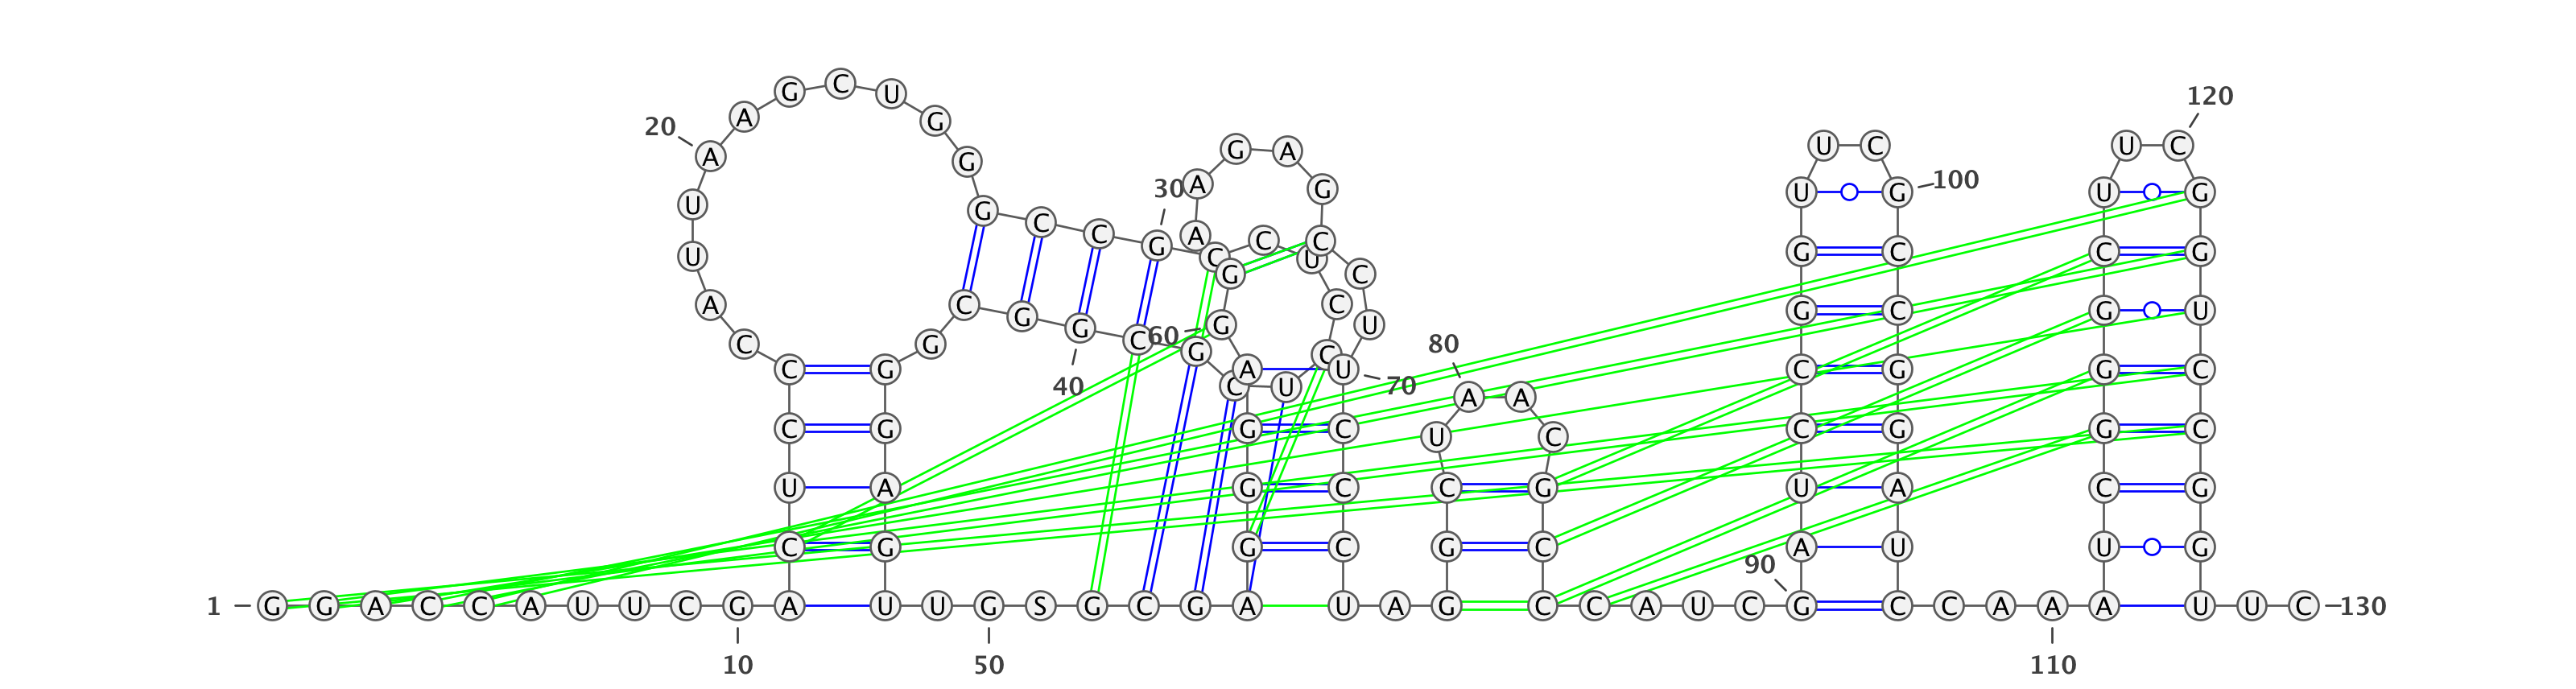 1
G G A C C A U U C G
10
A C U C C C A U U A
20
A G C U G G G C C G
30
C C U C C U C G C G
40
G C G G G A G U U G
50
S G C G A G G G A G
60
G A A G A G C C U U
70
C C C U A G G C U A
80
A C G C C C A U C G
90
A U C C G G U U C G
100
C C G G A U C C A A
110
A U C G G G C U U C
120
G G U C C G G U U C
130